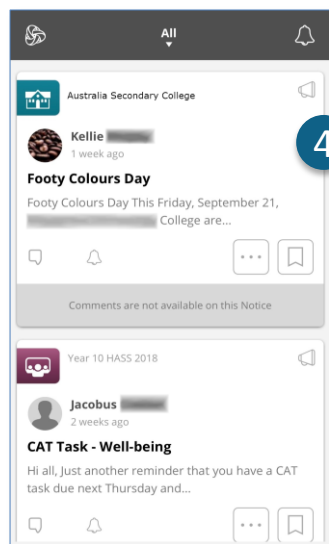 All
Australia Secondary College
4
Kellie
1 week ago
Footy Colours Day
Footy Colours Day This Friday, September 21,
College are...
Comments are not available on this Notice
Year 10 HASS 2018
Jacobus
2 weeks ago
CAT Task - Well-being
Hi all, Just another reminder that you have a CAT
task due next Thursday and...